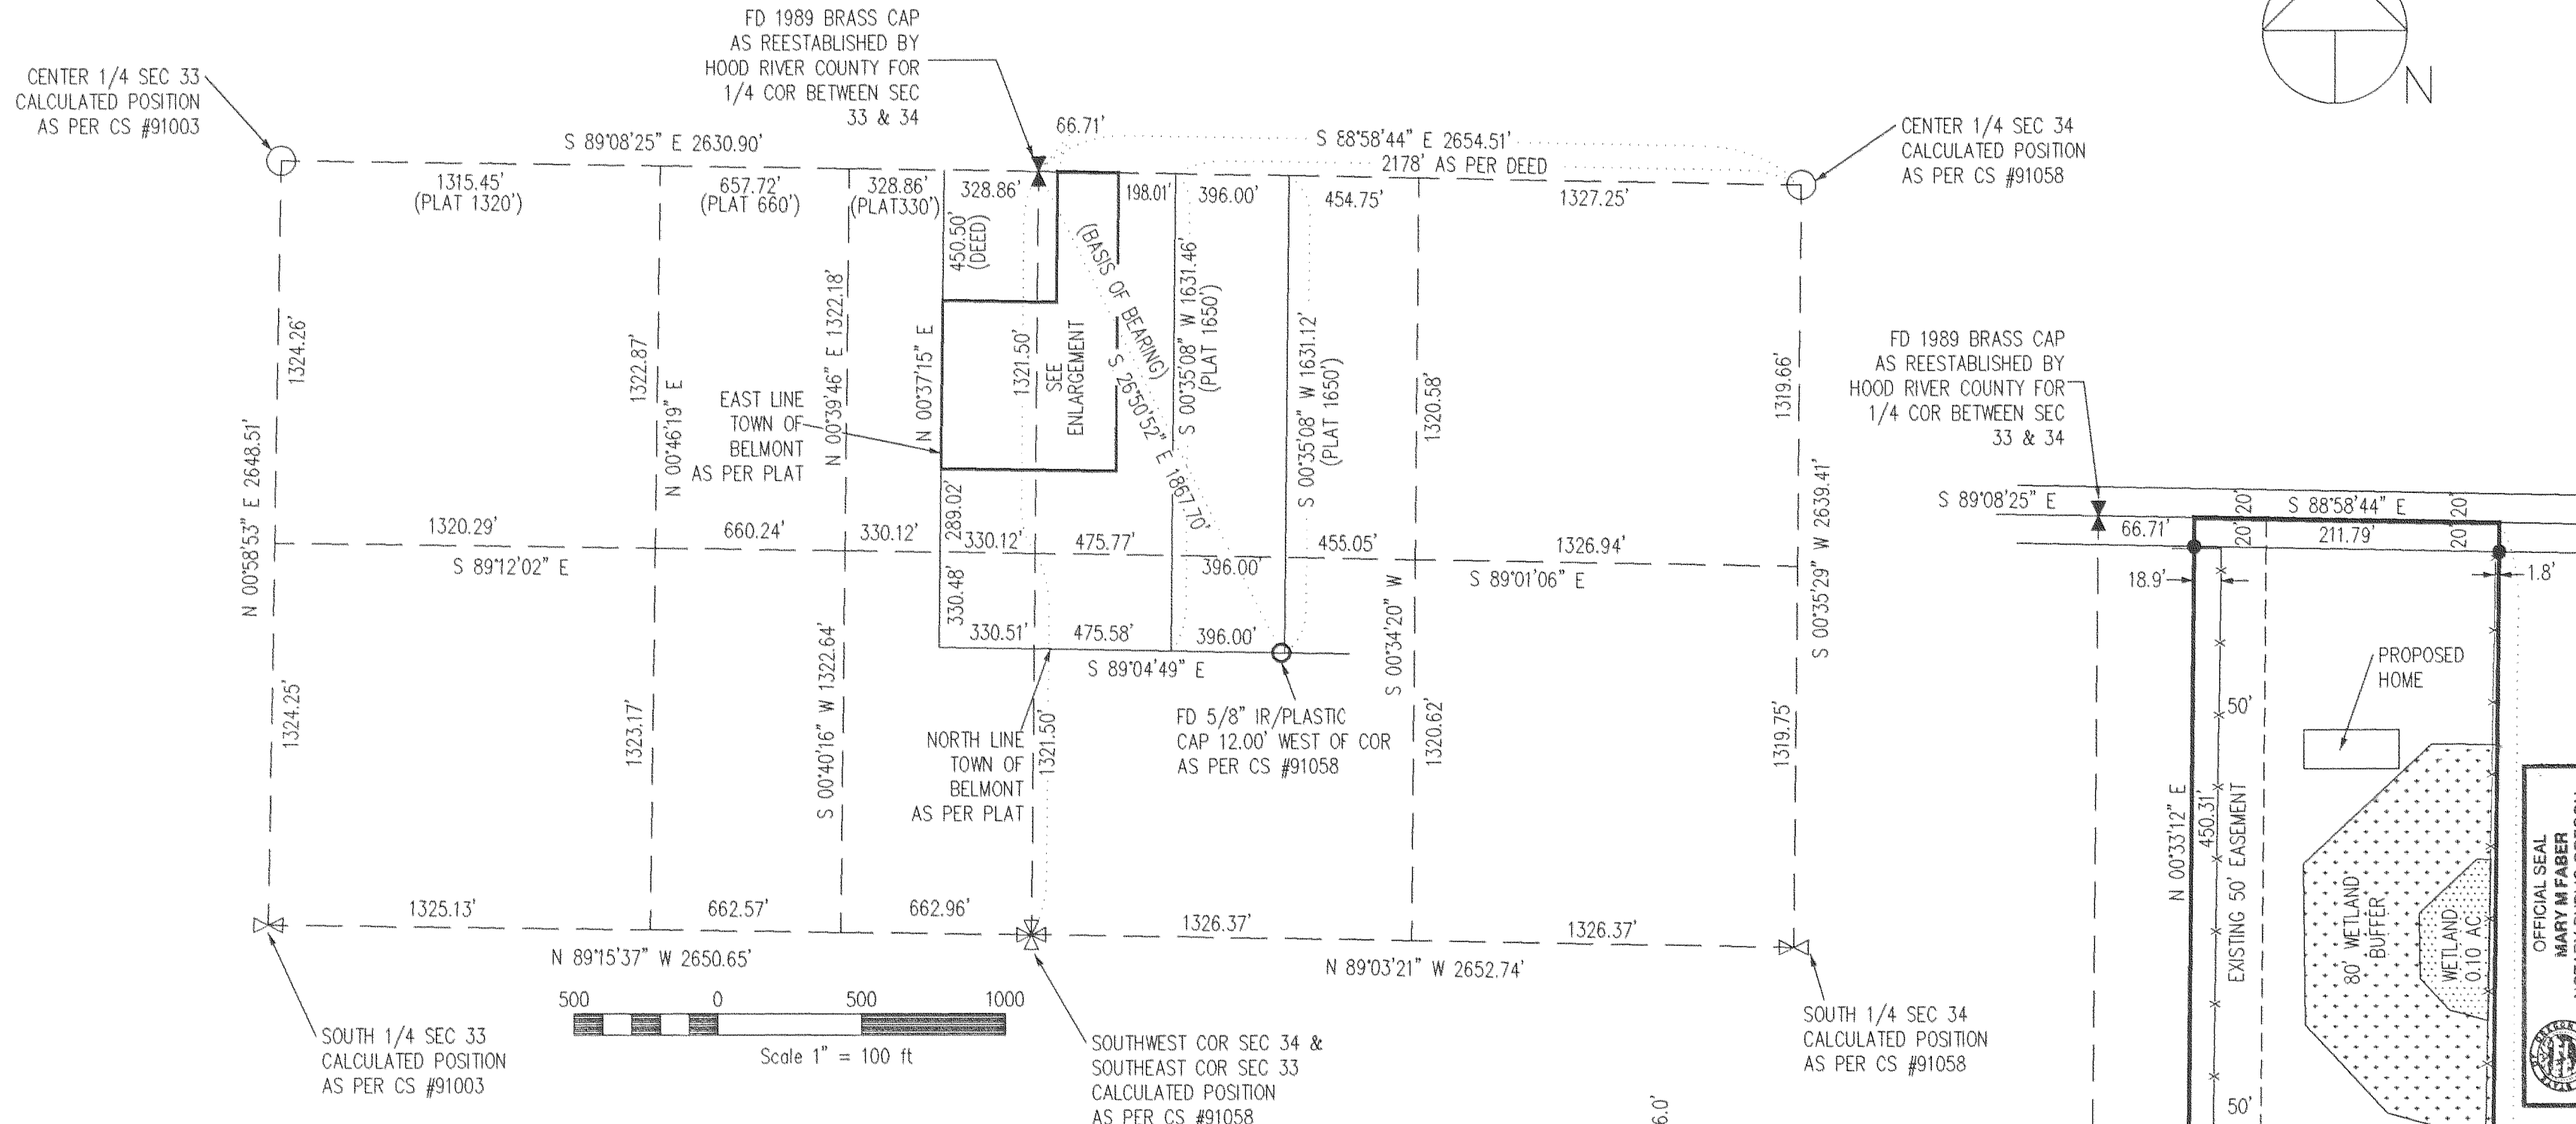 FD 1989 BRASS CAP
AS REESTABLISHED BY
HOOD RIVER COUNTY FOR
1/4 COR BETWEEN SEC
33 & 34
CENTER 1/4 SEC 33
CALCULATED POSITION
AS PER CS #91003
N
CENTER 1/4 SEC 34
CALCULATED POSITION
AS PER CS #91058
S 89°08'25" E 2630.90'
66.71'
S 88°58'44" E 2654.51'
2178' AS PER DEED
1315.45'
(PLAT 1320')
657.72'
(PLAT 660')
328.86'
(PLAT330')
328.86'
198.01'
396.00'
454.75'
1327.25'
450.50'
(DEED)
(BASIS OF BEARING)
S 26°50'52" E 1867.70'
S 00°35'08" W 1631.46'
(PLAT 1650')
S 00°35'08" W 1631.12'
(PLAT 1650')
1324.26'
1322.87'
N 00°46'19" E
N 00°39'46" E 1322.18'
N 00°37'15" E
1321.50'
SEE
ENLARGEMENT
1320.58'
1319.66'
EAST LINE
TOWN OF
BELMONT
AS PER PLAT
N 00°58'53" E 2648.51'
S 00°35'29" W 2639.41'
289.02'
1320.29'
660.24'
330.12'
330.12'
475.77'
396.00'
455.05'
1326.94'
S 89°12'02" E
S 89°01'06" E
330.48'
330.51'
475.58'
396.00'
S 89°04'49" E
S 00°34'20" W
1324.25'
1323.17'
S 00°40'16" W 1322.64'
1321.50'
1320.62'
1319.75'
NORTH LINE
TOWN OF
BELMONT
AS PER PLAT
FD 5/8" IR/PLASTIC
CAP 12.00' WEST OF COR
AS PER CS #91058
1325.13'
662.57'
662.96'
1326.37'
1326.37'
N 89°15'37" W 2650.65'
N 89°03'21" W 2652.74'
500 0 500 1000
Scale 1" = 100 ft
SOUTH 1/4 SEC 33
CALCULATED POSITION
AS PER CS #91003
SOUTHWEST COR SEC 34 &
SOUTHEAST COR SEC 33
CALCULATED POSITION
AS PER CS #91058
SOUTH 1/4 SEC 34
CALCULATED POSITION
AS PER CS #91058
6.0'
FD 1989 BRASS CAP
AS REESTABLISHED BY
HOOD RIVER COUNTY FOR
1/4 COR BETWEEN SEC
33 & 34
S 89°08'25" E
S 88°58'44" E
20'
20'
66.71'
20'
211.79'
20'
18.9'
1.8'
PROPOSED
HOME
50'
N 00°33'12" E
450.31'
EXISTING 50' EASEMENT
80' WETLAND
BUFFER
WETLAND
0.10 AC.
50'
OFFICIAL SEAL
MARY M FABER